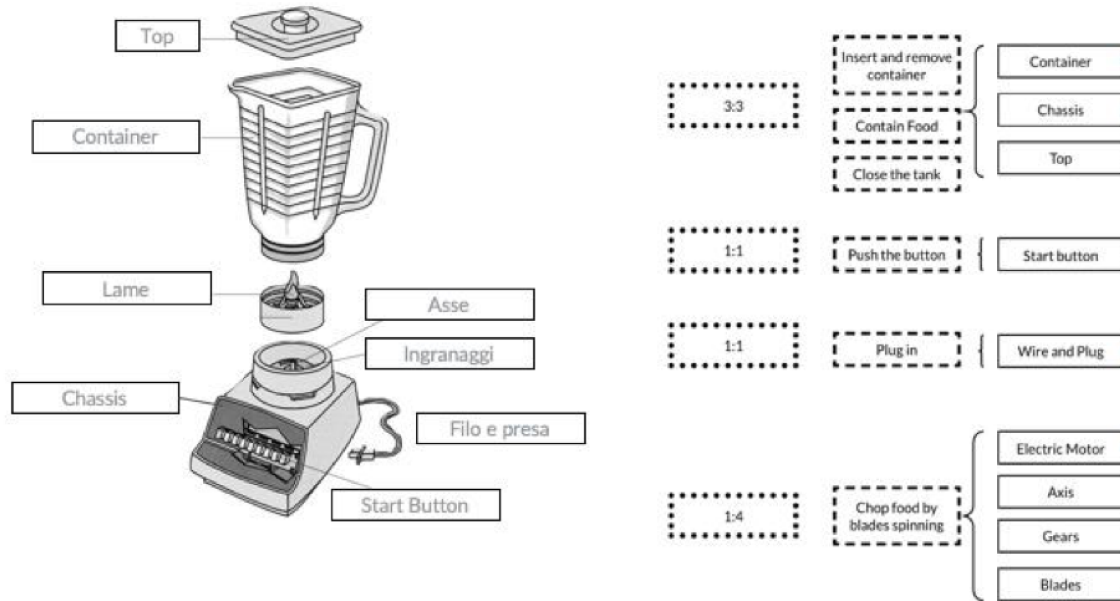 Top
Container
Lame
Asse
Ingranaggi
Chassis
Filo e presa
Start Button
3:3
Insert and remove
container
Contain Food
Close the tank
Container
Chassis
Top
1:1
Push the button
Start button
1:1
Plug in
Wire and Plug
1:4
Chop food by
blades spinning
Electric Motor
Axis
Gears
Blades